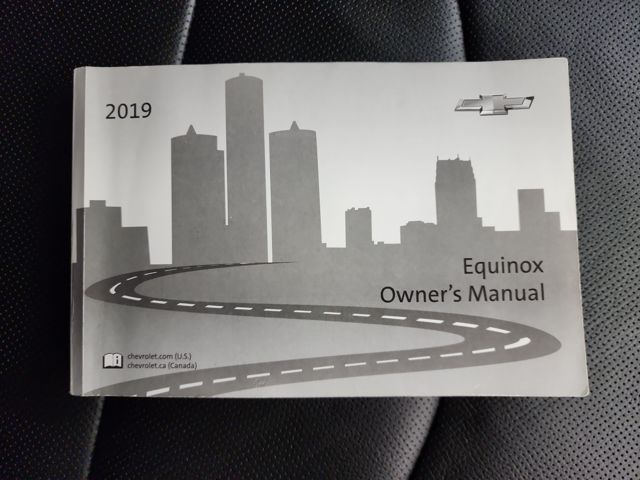 2019
Equinox
Owner's Manual
chevrolet.com (U.S.)
chevrolet.ca (Canada)